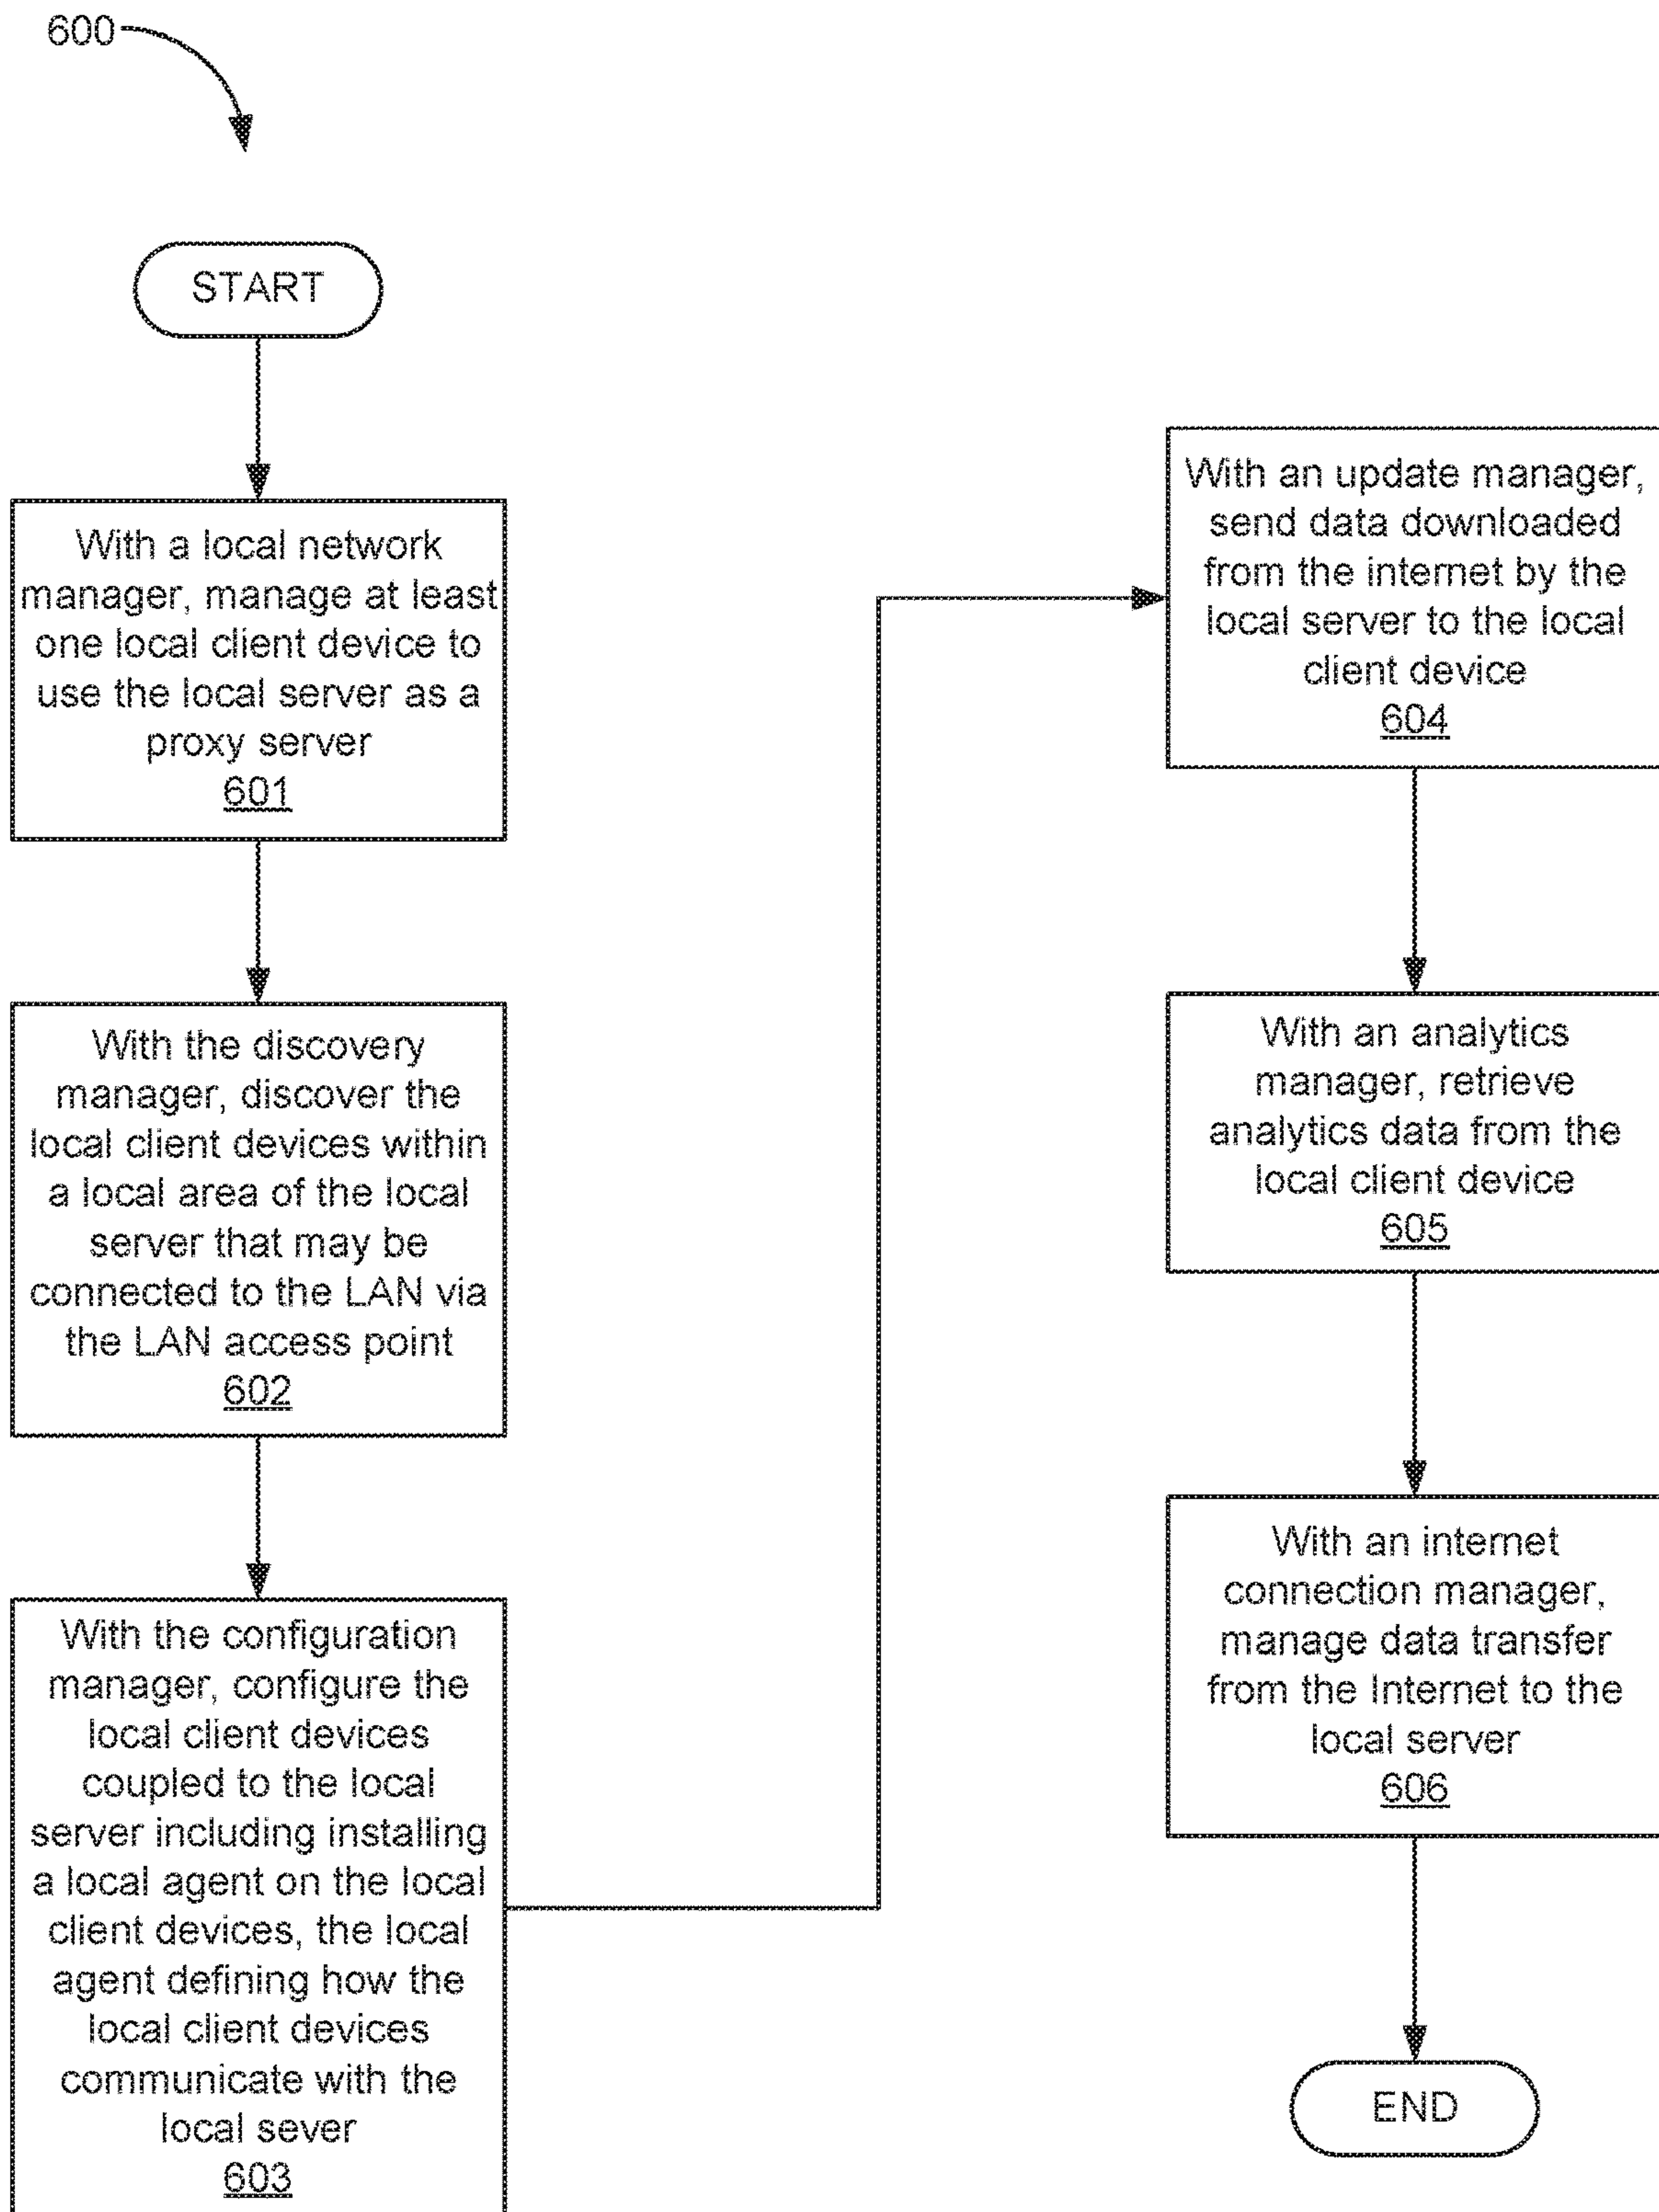 600
START
With a local network
manager, manage at least
one local client device to
use the local server as a
proxy server
601
With the discovery
manager, discover the
local client devices within
a local area of the local
server that may be
connected to the LAN via
the LAN access point
602
With the configuration
manager, configure the
local client devices
coupled to the local
server including installing
a local agent on the local
client devices, the local
agent defining how the
local client devices
communicate with the
local sever
603
With an update manager,
send data downloaded
from the internet by the
local server to the local
client device
604
With an analytics
manager, retrieve
analytics data from the
local client device
605
With an internet
connection manager,
manage data transfer
from the Internet to the
local server
606
END